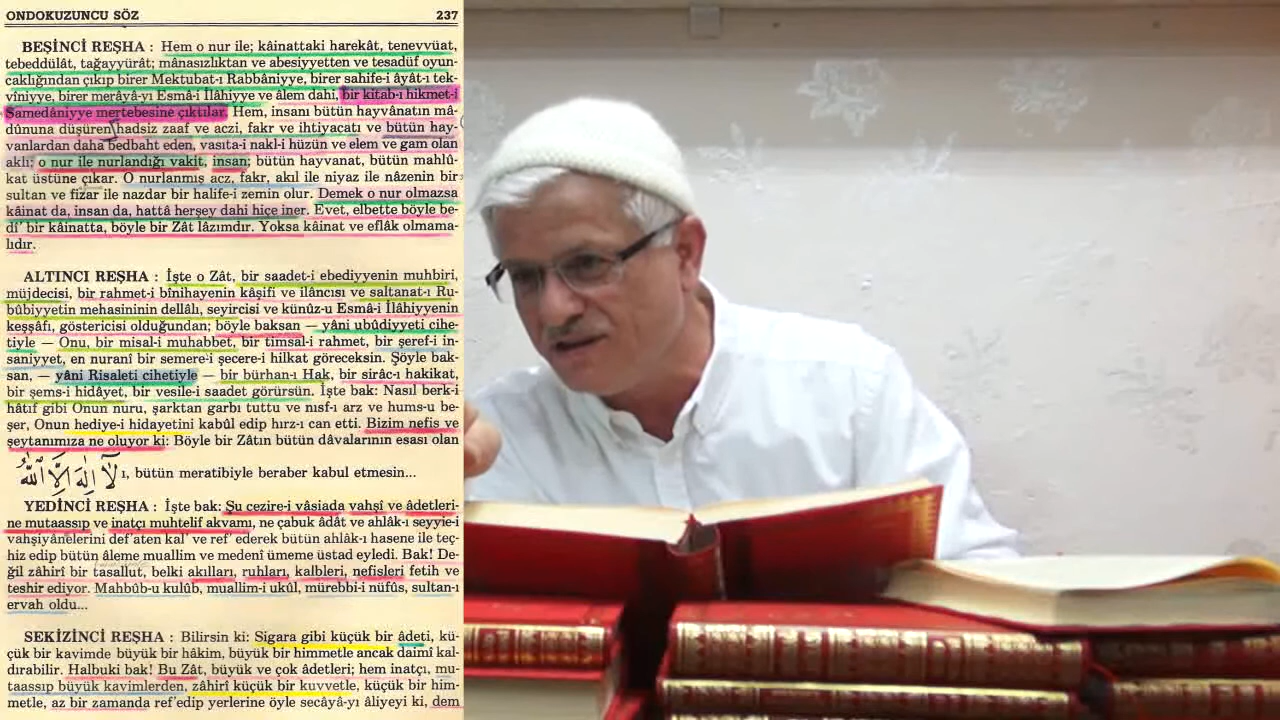 ONDOKUZUNCU SÖZ 237
BEŞİNCİ REŞHA : Hem o nur ile; kâinattaki harekât, tenevvüat,
tebeddülât, tağayyürât; mânasızlıktan ve abesiyyetten ve tesadüf oyun-
caklığından çıkıp birer Mektubat-ı Rabbâniyye, birer sahife-i âyât-ı tek-
viniyye, birer merâyâ-yı Esmâ-i İlâhiyye ve âlem dahi, bir kitab-ı hikmet-i
Samedâniyye mertebesine çıktılar. Hem, insanı bütün hayvânatın mâ-
dûnuna düşüren hadsiz zaaf ve aczi, fakr ve ihtiyacatı ve bütün hay-
vanlardan daha bedbaht eden, vasıta-i nakl-i hüzün ve elem ve gam olan
aklı; o nur ile nurlandığı vakit, insan; bütün hayvanat, bütün mahlû-
kat üstüne çıkar. O nurlanmış acz, fakr, akıl ile niyaz ile nâzenin bir
sultan ve fizar ile nazdar bir halife-i zemin olur. Demek o nur olmazsa
kâinat da, insan da, hattâ herşey dahi hiçe iner. Evet, elbette böyle be-
di' bir kâinatta, böyle bir Zât lâzımdır. Yoksa kâinat ve eflâk olmama-
lıdır.
ALTINCI REŞHA : İşte o Zât, bir saadet-i ebediyyenin muhbiri,
müjdecisi, bir rahmet-i bînihayenin kâşifi ve ilâncısı ve saltanat-ı Ru-
bûbiyyetin mehasininin dellâlı, seyircisi ve künûz-u Esmâ-i İlâhiyyenin
keşşâfı, göstericisi olduğundan; böyle baksan — yâni ubûdiyyeti cihe-
tiyle — Onu, bir misal-i muhabbet, bir timsal-i rahmet, bir şeref-i in-
saniyyet, en nuranî bir semere-i şecere-i hilkat göreceksin. Şöyle bak-
san, — yâni Risaleti cihetiyle — bir bürhan-ı Hak, bir sirâc-ı hakikat,
bir şems-i hidâyet, bir vesile-i saadet görürsün. İşte bak: Nasıl berk-i
hâtıf gibi Onun nuru, şarktan garbı tuttu ve nısf-ı arz ve hums-u be-
şer, Onun hediye-i hidayetini kabûl edip hırz-ı can etti. Bizim nefis ve
şeytanımıza ne oluyor ki: Böyle bir Zâtın bütün dâvalarının esası olan
لَا إِلٰهَ إِلَّا اللّٰهُ ı, bütün meratibiyle beraber kabul etmesin...
YEDİNCİ REŞHA : İşte bak: Şu cezire-i vâsiada vahşî ve âdetleri-
ne mutaassıp ve inatçı muhtelif akvamı, ne çabuk âdât ve ahlâk-ı seyyie-i
vahşiyânelerini def'aten kal' ve ref' ederek bütün ahlâk-ı hasene ile teç-
hiz edip bütün âleme muallim ve medenî ümeme üstad eyledi. Bak! De-
ğil zâhirî bir tasallut, belki akılları, ruhları, kalbleri, nefisleri fetih ve
teshir ediyor. Mahbûb-u kulûb, muallim-i ukûl, mürebbi-i nüfûs, sultan-ı
ervah oldu...
SEKİZİNCİ REŞHA : Bilirsin ki: Sigara gibi küçük bir âdeti, kü-
çük bir kavimde büyük bir hâkim, büyük bir himmetle ancak daimî kal-
dırabilir. Halbuki bak! Bu Zât, büyük ve çok âdetleri; hem inatçı, mu-
taassıp büyük kavimlerden, zâhirî küçük bir kuvvetle, küçük bir him-
metle, az bir zamanda ref'edip yerlerine öyle secâyâ-yı âliyeyi ki, dem